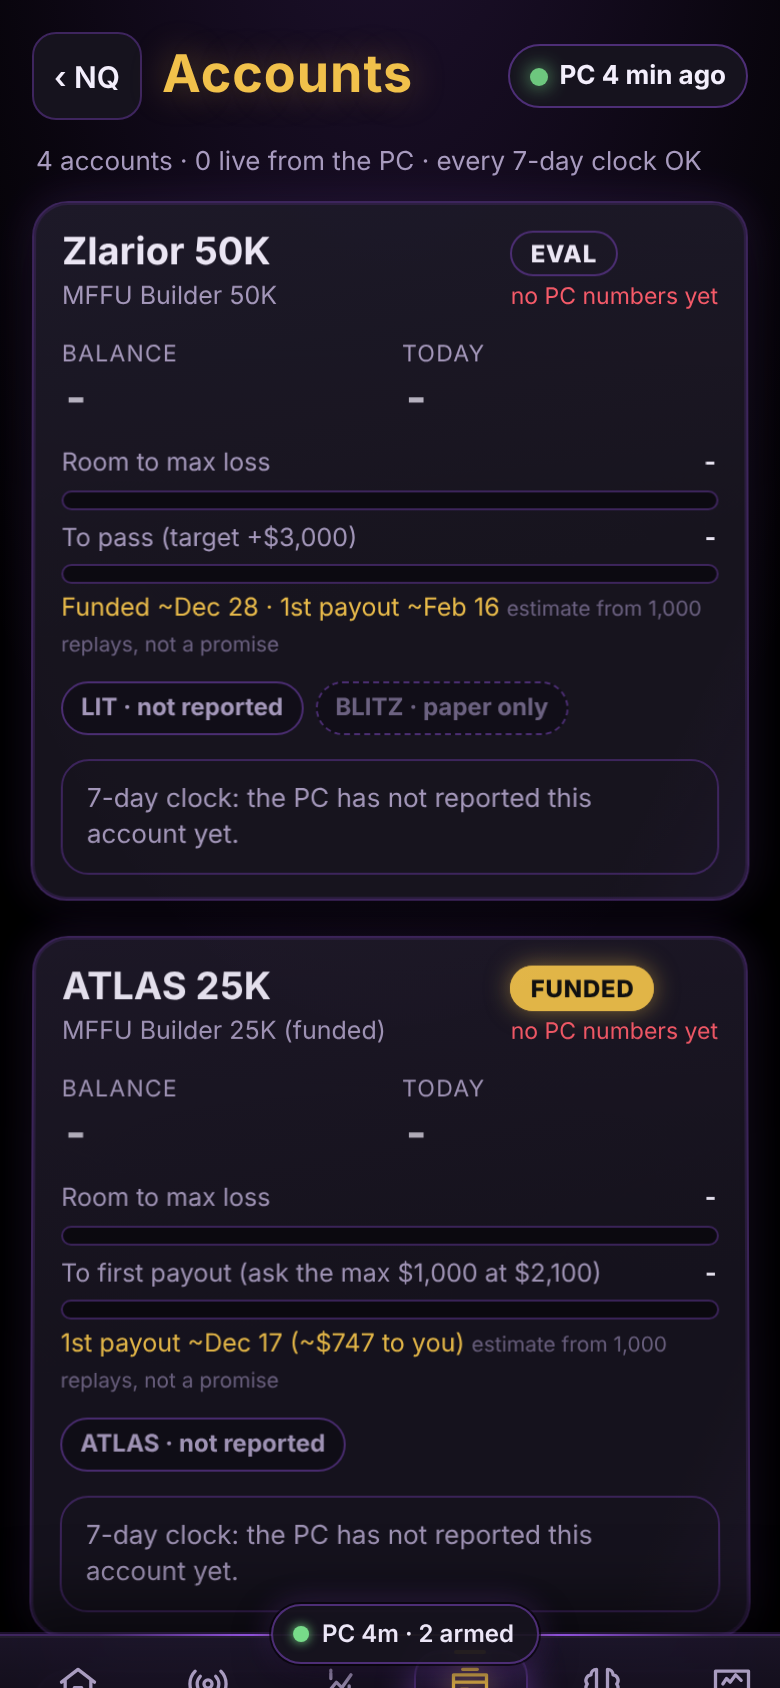 ‹ NQ
Accounts
PC 4 min ago
4 accounts · 0 live from the PC · every 7-day clock OK
Zlarior 50K
EVAL
MFFU Builder 50K
no PC numbers yet
BALANCE
TODAY
-
-
Room to max loss
-
To pass (target +$3,000)
-
Funded ~Dec 28 · 1st payout ~Feb 16 estimate from 1,000
replays, not a promise
LIT · not reported
BLITZ · paper only
7-day clock: the PC has not reported this
account yet.
ATLAS 25K
FUNDED
MFFU Builder 25K (funded)
no PC numbers yet
BALANCE
TODAY
-
-
Room to max loss
-
To first payout (ask the max $1,000 at $2,100)
-
1st payout ~Dec 17 (~$747 to you) estimate from 1,000
replays, not a promise
ATLAS · not reported
7-day clock: the PC has not reported this
account yet.
PC 4m · 2 armed